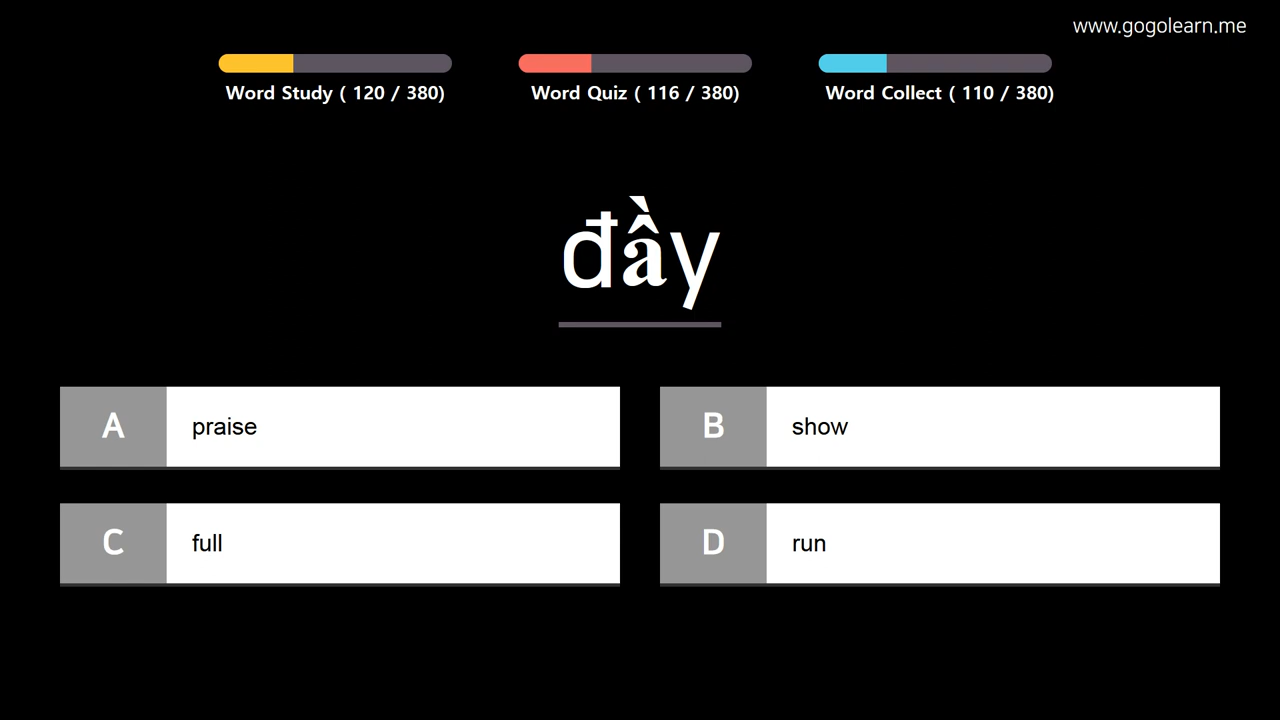 www.gogolearn.me
Word Study ( 120 / 380)
Word Quiz ( 116 / 380)
Word Collect ( 110 / 380)
đầy
A praise
B show
C full
D run